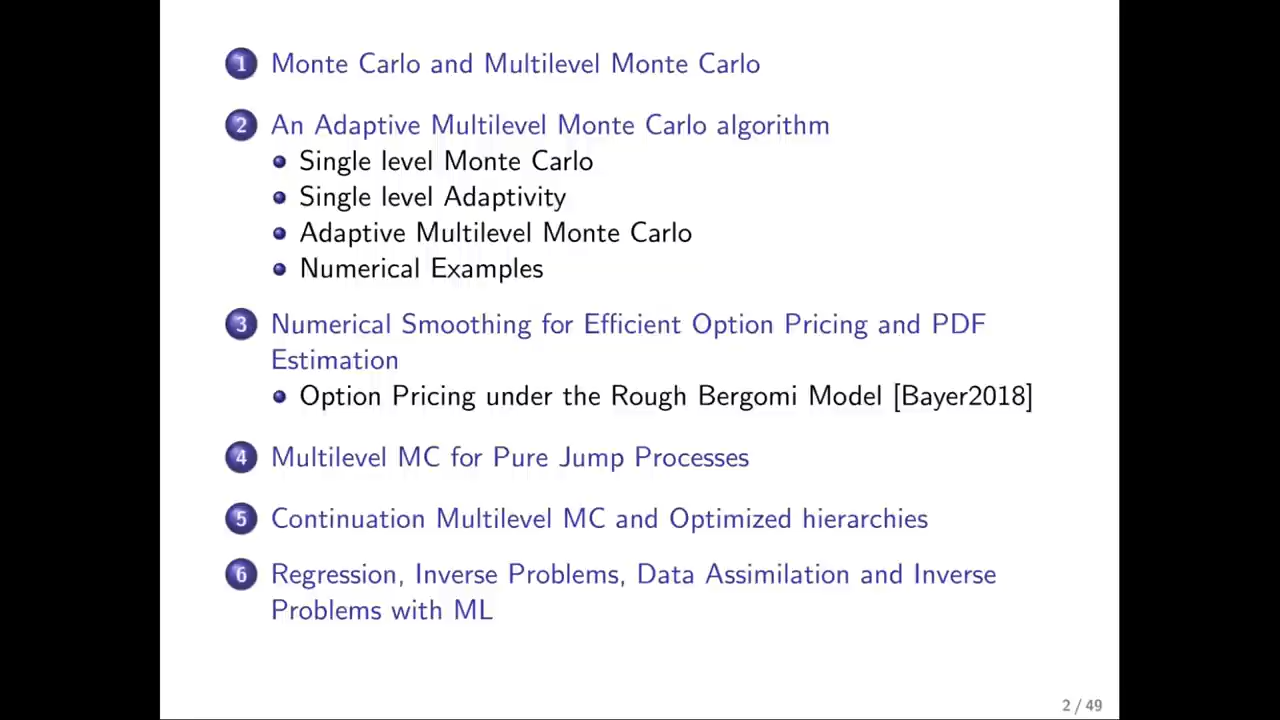 1 Monte Carlo and Multilevel Monte Carlo
2 An Adaptive Multilevel Monte Carlo algorithm
Single level Monte Carlo
Single level Adaptivity
Adaptive Multilevel Monte Carlo
Numerical Examples
3 Numerical Smoothing for Efficient Option Pricing and PDF
Estimation
Option Pricing under the Rough Bergomi Model [Bayer2018]
4 Multilevel MC for Pure Jump Processes
5 Continuation Multilevel MC and Optimized hierarchies
6 Regression, Inverse Problems, Data Assimilation and Inverse
Problems with ML
2 / 49